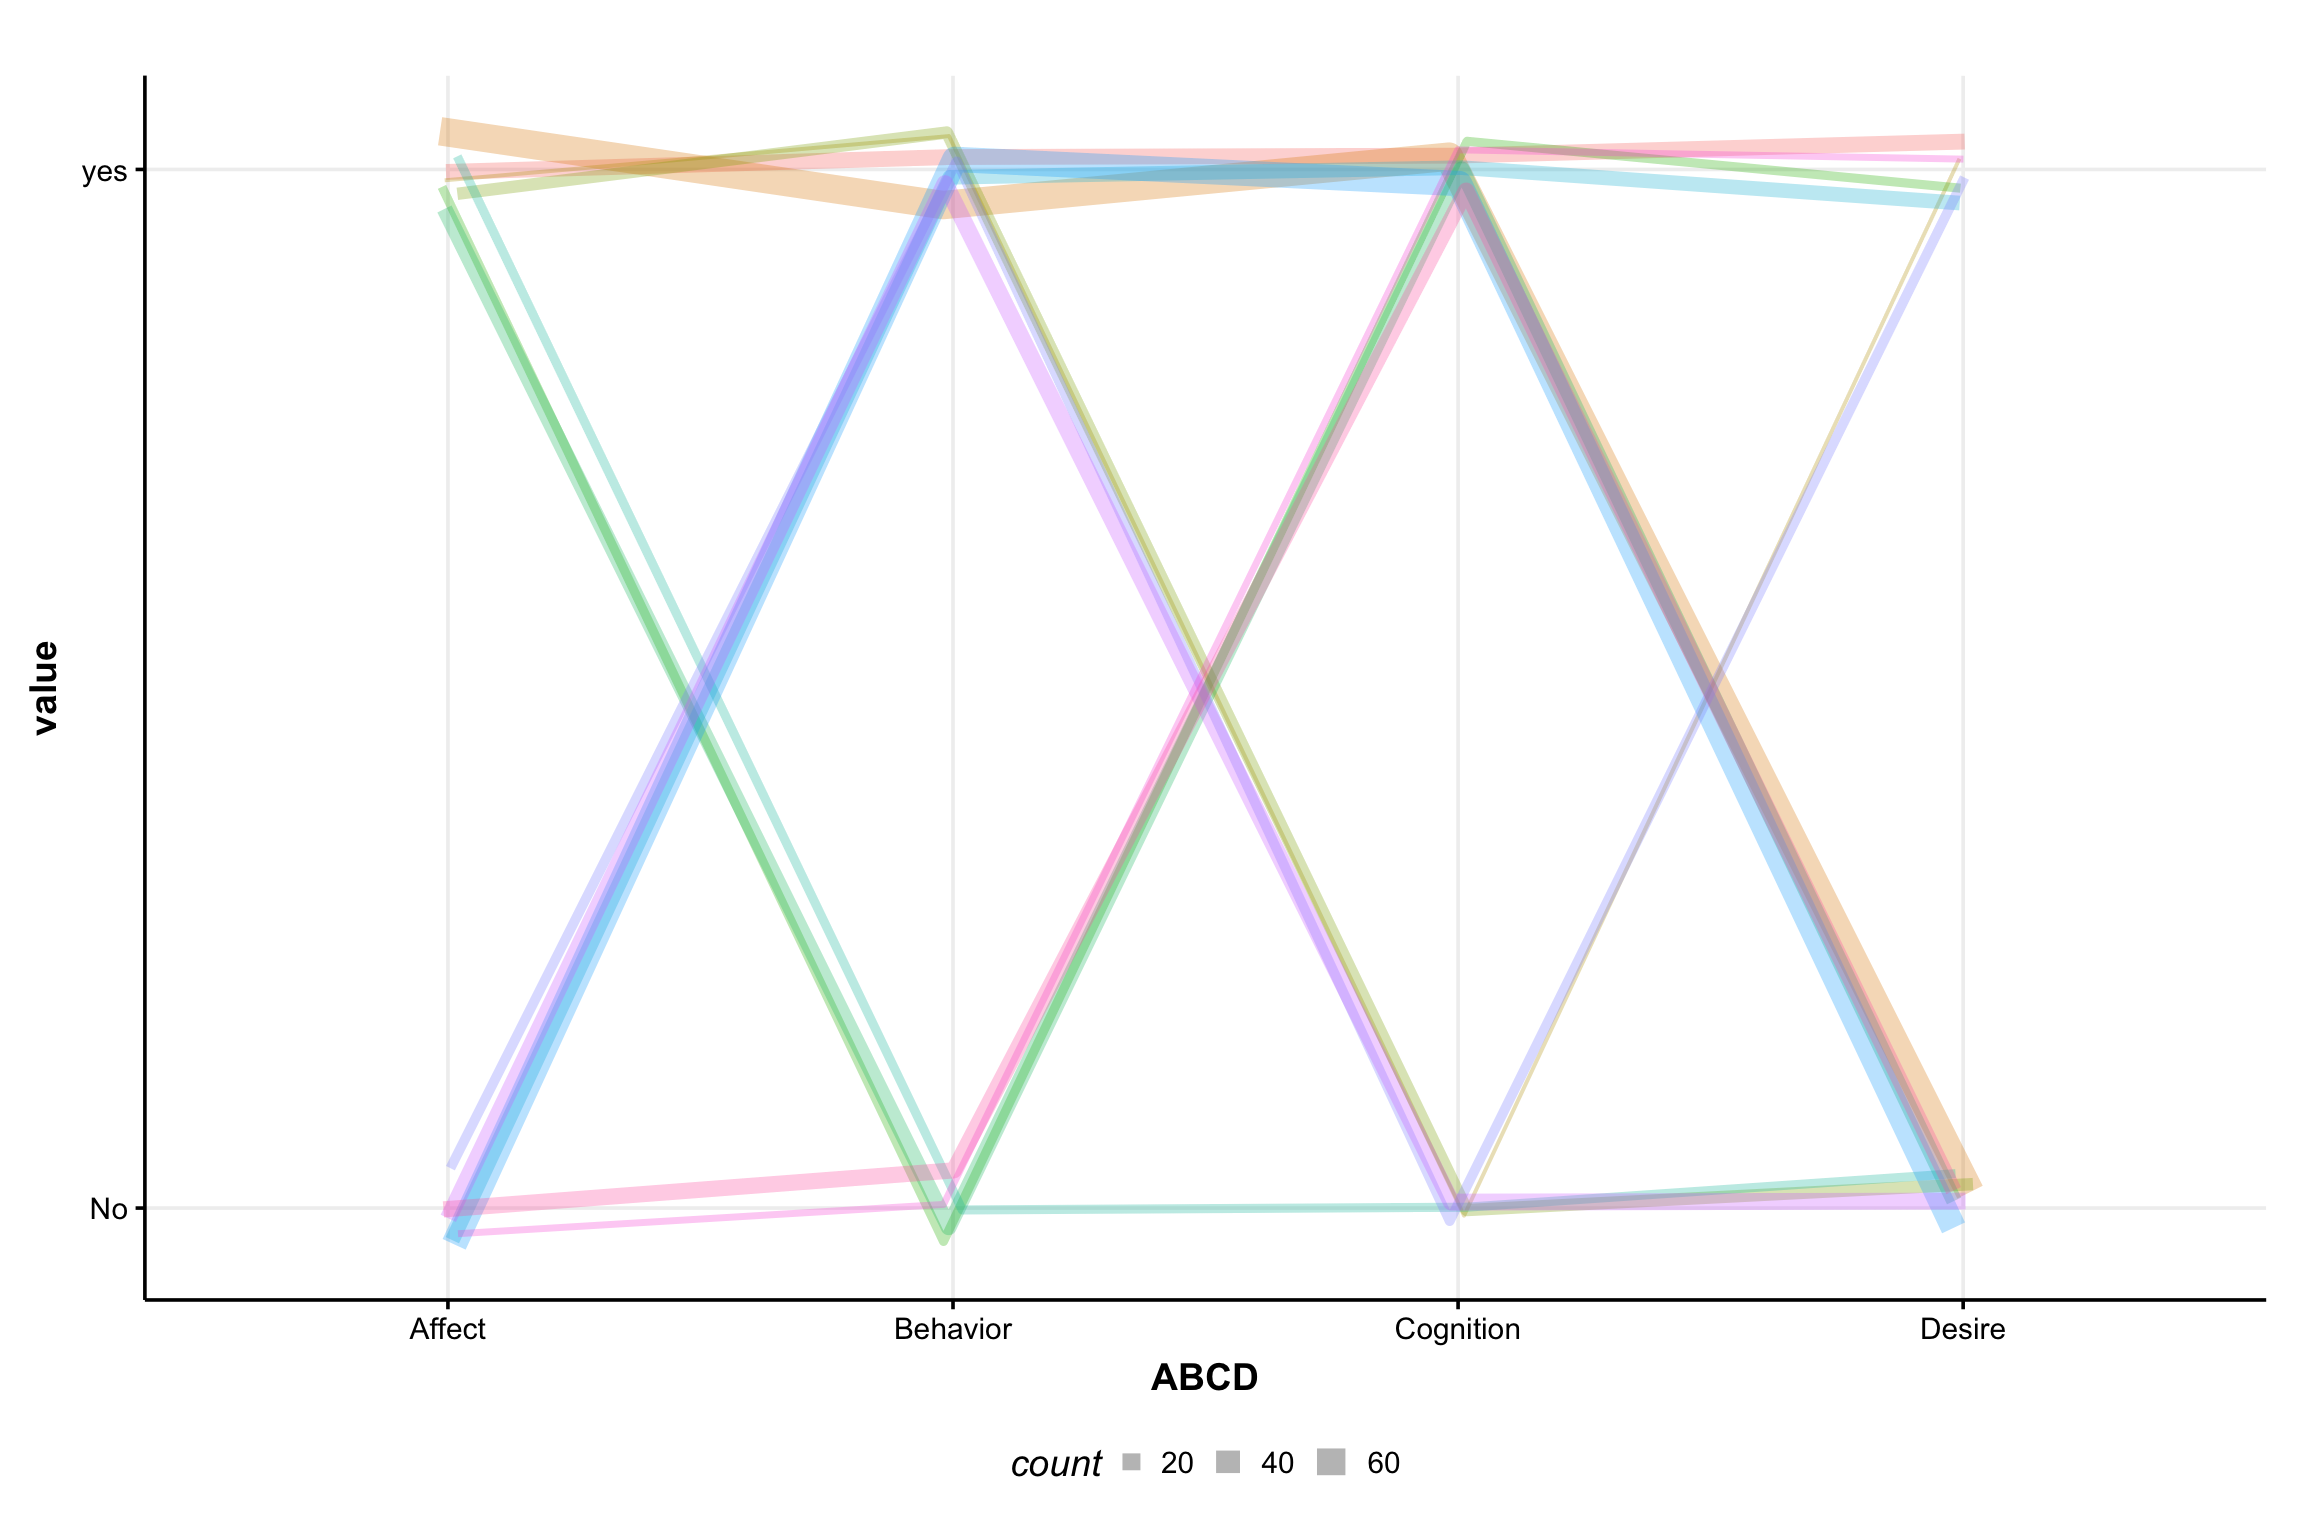 value
yes
No
Affect Behavior Cognition Desire
ABCD
count 20 40 60